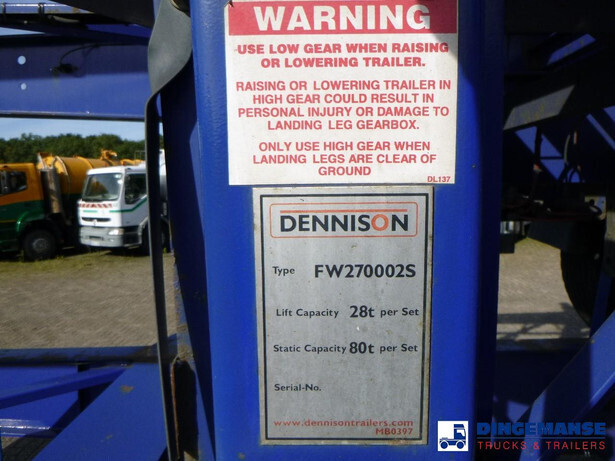 WARNING
USE LOW GEAR WHEN RAISING
OR LOWERING TRAILER.
RAISING OR LOWERING TRAILER IN
HIGH GEAR COULD RESULT IN
PERSONAL INJURY OR DAMAGE TO
LANDING LEG GEARBOX.
ONLY USE HIGH GEAR WHEN
LANDING LEGS ARE CLEAR OF
GROUND
DL137
DENNISON
Type FW270002S
Lift Capacity 28t per Set
Static Capacity 80t per Set
Serial-No.
www.dennisontrailers.com
MB0397
DINGEMANSE
TRUCKS & TRAILERS